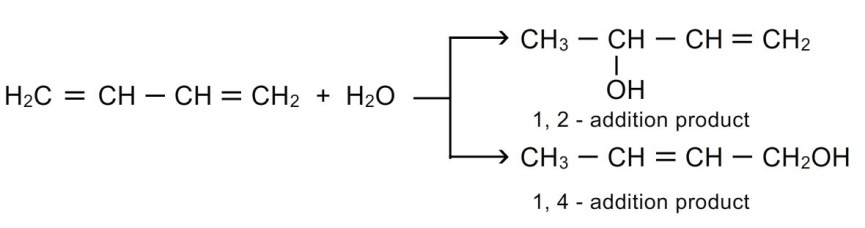 H₂C = CH − CH = CH₂ + H₂O
CH₃ − CH − CH = CH₂
|
OH
1, 2 - addition product
CH₃ − CH = CH − CH₂OH
1, 4 - addition product